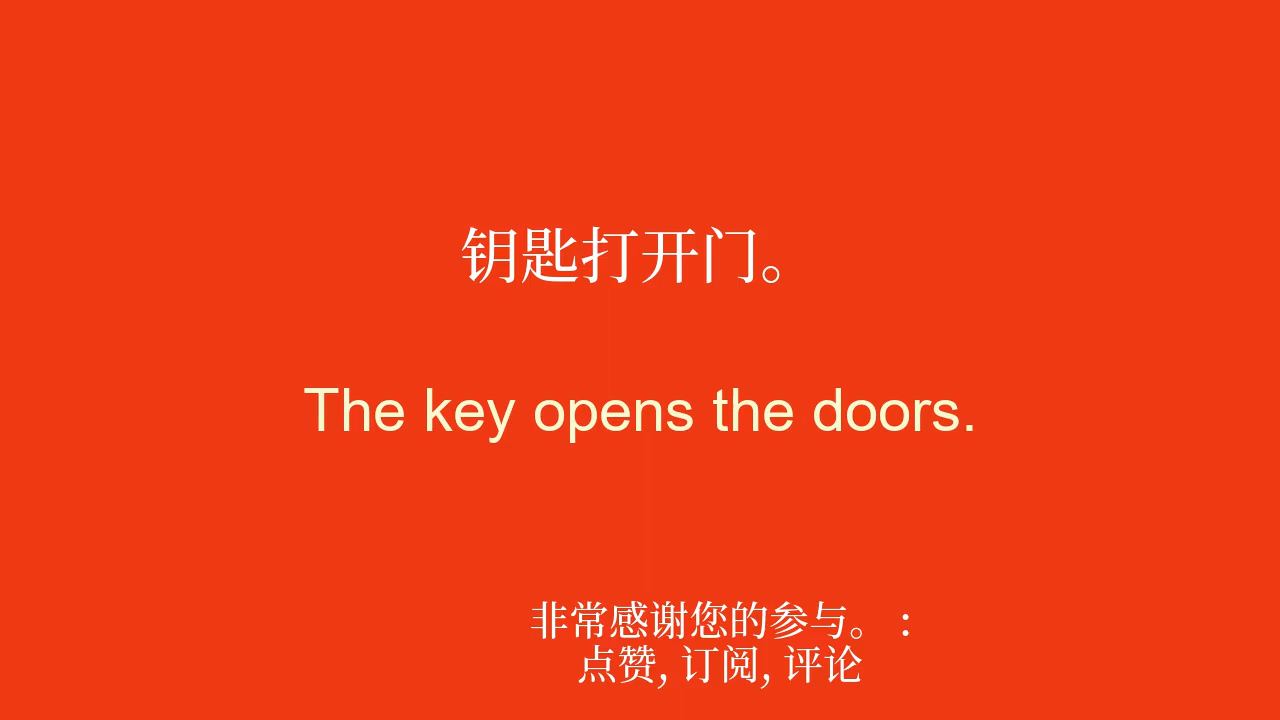 钥匙打开门。
The key opens the doors.
非常感谢您的参与。 :
点赞, 订阅, 评论